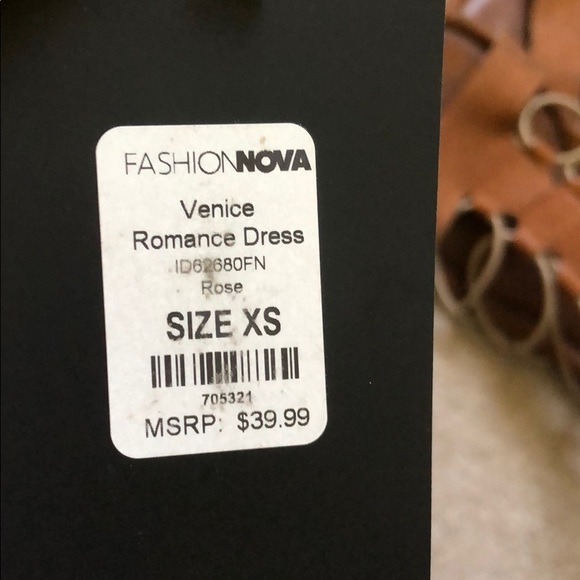 FASHIONNOVA
Venice
Romance Dress
ID62680FN
Rose
SIZE XS
705321
MSRP: $39.99